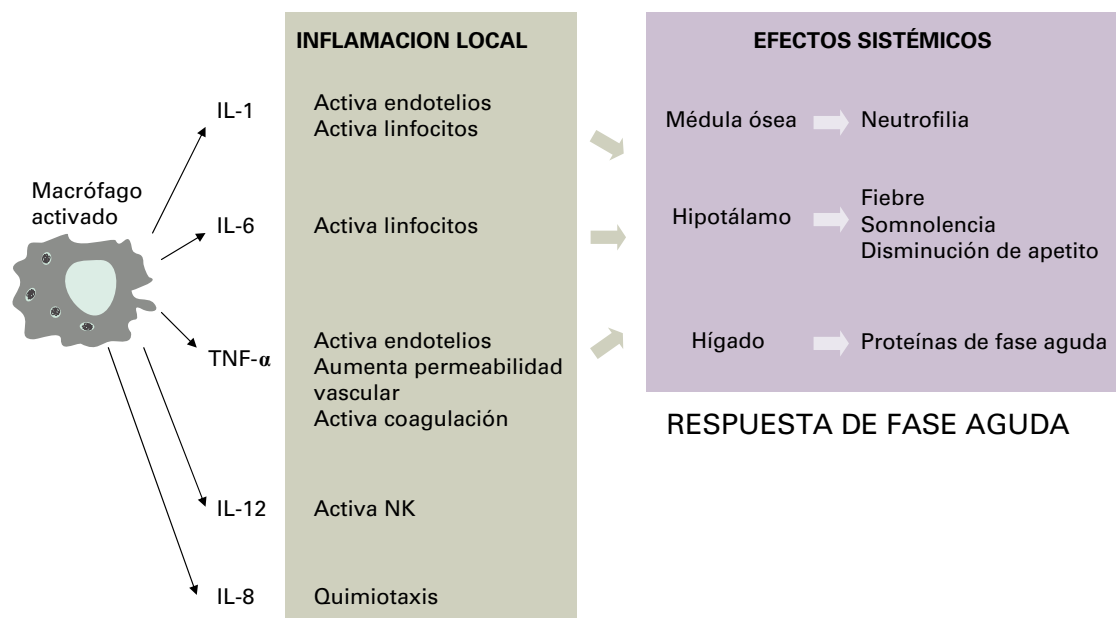 INFLAMACION LOCAL
EFECTOS SISTÉMICOS
Macrófago
activado
IL-1
Activa endotelios
Activa linfocitos
IL-6
Activa linfocitos
TNF-α
Activa endotelios
Aumenta permeabilidad
vascular
Activa coagulación
IL-12
Activa NK
IL-8
Quimiotaxis
Médula ósea
Neutrofilia
Hipotálamo
Fiebre
Somnolencia
Disminución de apetito
Hígado
Proteínas de fase aguda
RESPUESTA DE FASE AGUDA